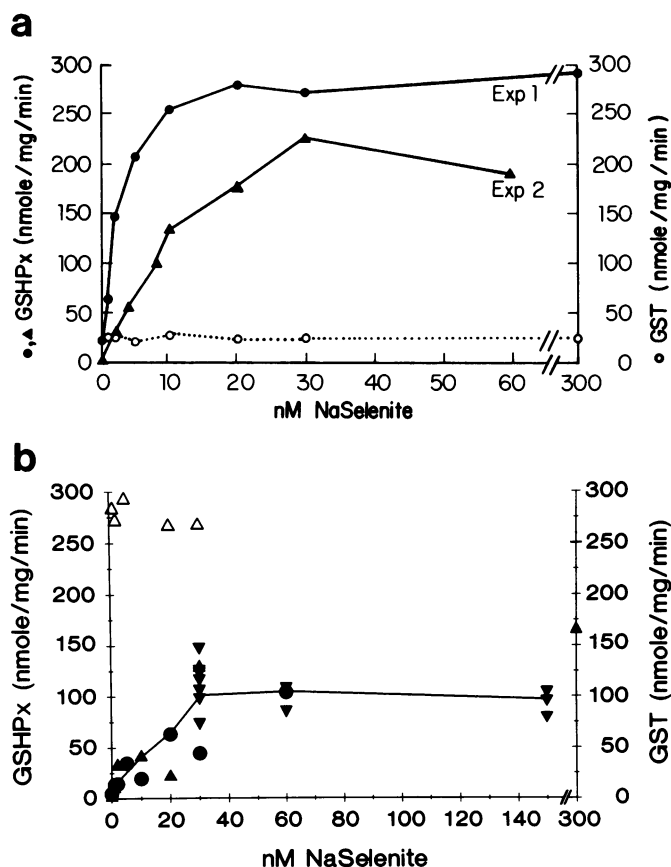 a
●,▲ GSHPx (nmole/mg/min)
300
250
200
150
100
50
0
Exp 1
Exp 2
300
250
200
150
100
50
0
○ GST (nmole/mg/min)
0 10 20 30 40 50 60 300
nM NaSelenite
b
GSHPx (nmole/mg/min)
300
250
200
150
100
50
0
300
250
200
150
100
50
0
GST (nmole/mg/min)
0 20 40 60 80 100 120 140 300
nM NaSelenite